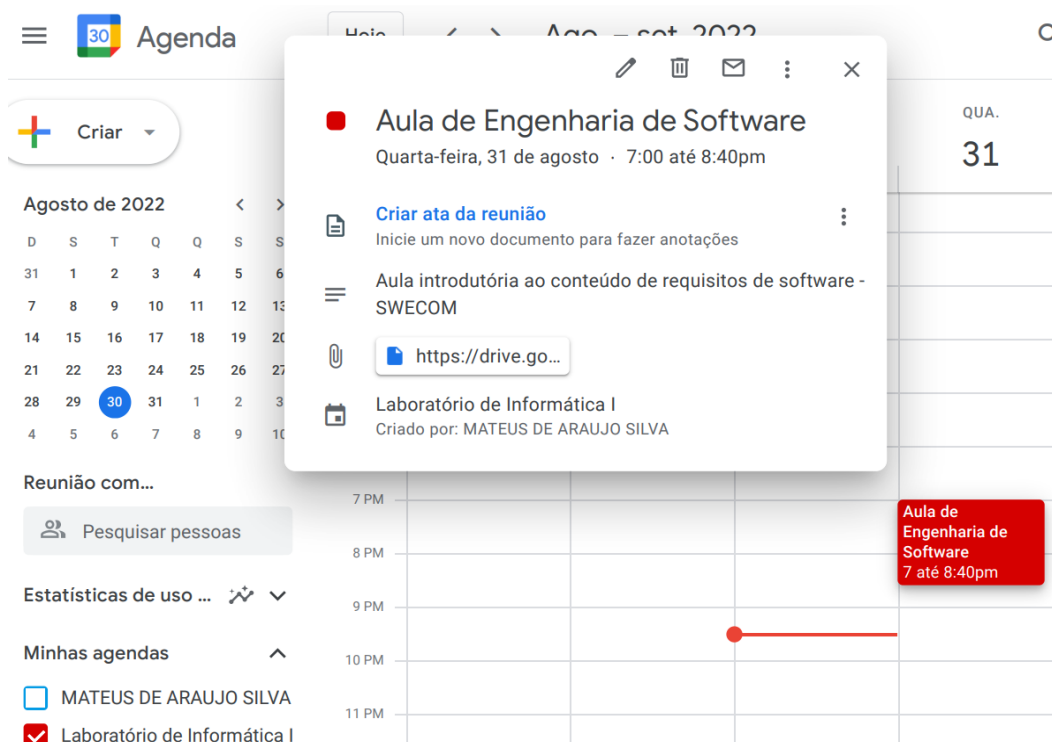 30 Agenda
Hoje
Ago. – set. 2022
Criar
Agosto de 2022
D S T Q Q S S
31 1 2 3 4 5 6
7 8 9 10 11 12 13
14 15 16 17 18 19 20
21 22 23 24 25 26 27
28 29 30 31 1 2 3
4 5 6 7 8 9 10
Reunião com...
Pesquisar pessoas
Estatísticas de uso ...
Minhas agendas
MATEUS DE ARAUJO SILVA
Laboratório de Informática I
Aula de Engenharia de Software
Quarta-feira, 31 de agosto · 7:00 até 8:40pm
Criar ata da reunião
Inicie um novo documento para fazer anotações
Aula introdutória ao conteúdo de requisitos de software -
SWECOM
https://drive.go...
Laboratório de Informática I
Criado por: MATEUS DE ARAUJO SILVA
QUA.
31
7 PM
8 PM
9 PM
10 PM
11 PM
Aula de
Engenharia de
Software
7 até 8:40pm